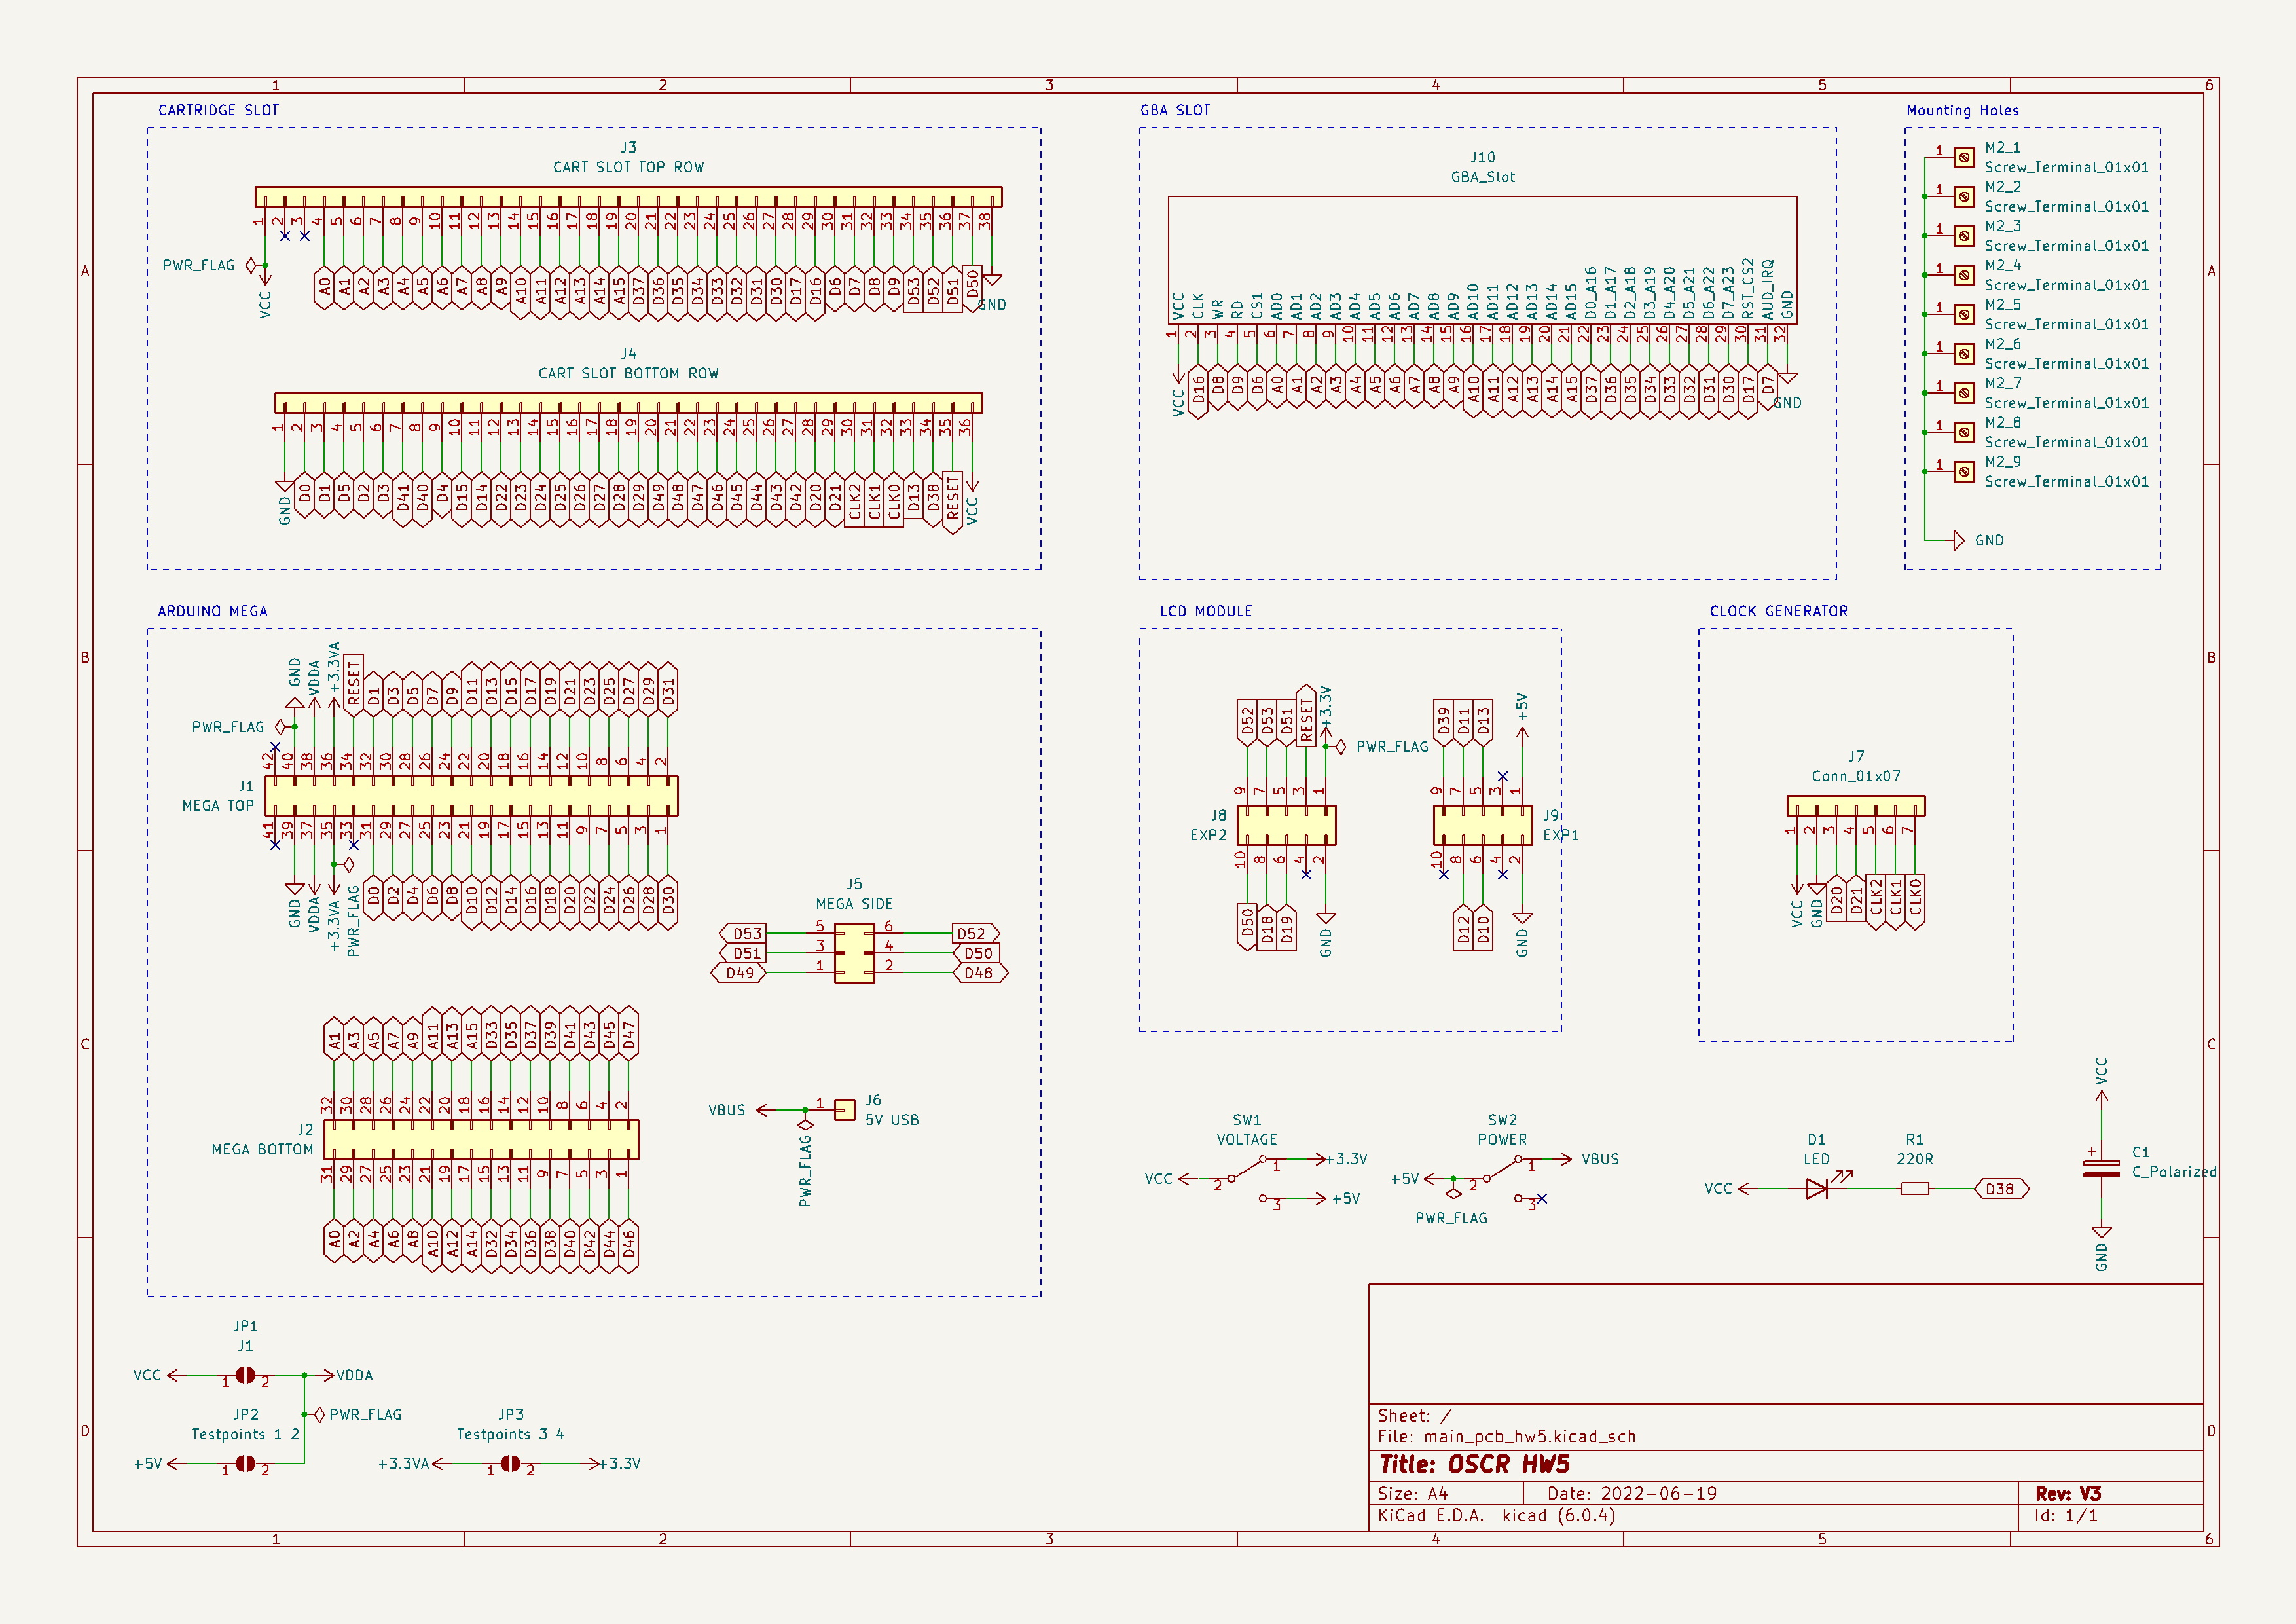 1 2 3 4 5 6
CARTRIDGE SLOT
J3
CART SLOT TOP ROW
1 2 3 4 5 6 7 8 9 10 11 12 13 14 15 16 17 18 19 20 21 22 23 24 25 26 27 28 29 30 31 32 33 34 35 36 37 38
PWR_FLAG
VCC
A0 A1 A2 A3 A4 A5 A6 A7 A8 A9 A10 A11 A12 A13 A14 A15 D37 D36 D35 D34 D33 D32 D31 D30 D17 D16 D6 D7 D8 D9 D53 D52 D51 D50
GND
J4
CART SLOT BOTTOM ROW
1 2 3 4 5 6 7 8 9 10 11 12 13 14 15 16 17 18 19 20 21 22 23 24 25 26 27 28 29 30 31 32 33 34 35 36
GND D0 D1 D5 D2 D3 D41 D40 D4 D15 D14 D22 D23 D24 D25 D26 D27 D28 D29 D49 D48 D47 D46 D45 D44 D43 D42 D20 D21 CLK2 CLK1 CLK0 D13 D38 RESET VCC
GBA SLOT
J10
GBA_Slot
VCC CLK WR RD CS1 AD0 AD1 AD2 AD3 AD4 AD5 AD6 AD7 AD8 AD9 AD10 AD11 AD12 AD13 AD14 AD15 D0_A16 D1_A17 D2_A18 D3_A19 D4_A20 D5_A21 D6_A22 D7_A23 RST_CS2 AUD_IRQ GND
1 2 3 4 5 6 7 8 9 10 11 12 13 14 15 16 17 18 19 20 21 22 23 24 25 26 27 28 29 30 31 32
VCC D16 D8 D9 D6 A0 A1 A2 A3 A4 A5 A6 A7 A8 A9 A10 A11 A12 A13 A14 A15 D37 D36 D35 D34 D33 D32 D31 D30 D17 D7 GND
Mounting Holes
1 M2_1
Screw_Terminal_01x01
1 M2_2
Screw_Terminal_01x01
1 M2_3
Screw_Terminal_01x01
1 M2_4
Screw_Terminal_01x01
1 M2_5
Screw_Terminal_01x01
1 M2_6
Screw_Terminal_01x01
1 M2_7
Screw_Terminal_01x01
1 M2_8
Screw_Terminal_01x01
1 M2_9
Screw_Terminal_01x01
GND
A A
B B
C C
D D
ARDUINO MEGA
GND VDDA +3.3VA RESET D1 D3 D5 D7 D9 D11 D13 D15 D17 D19 D21 D23 D25 D27 D29 D31
PWR_FLAG
42 40 38 36 34 32 30 28 26 24 22 20 18 16 14 12 10 8 6 4 2
J1
MEGA TOP
41 39 37 35 33 31 29 27 25 23 21 19 17 15 13 11 9 7 5 3 1
GND VDDA +3.3VA PWR_FLAG D0 D2 D4 D6 D8 D10 D12 D14 D16 D18 D20 D22 D24 D26 D28 D30
J5
MEGA SIDE
D53 5 6 D52
D51 3 4 D50
D49 1 2 D48
A1 A3 A5 A7 A9 A11 A13 A15 D33 D35 D37 D39 D41 D43 D45 D47
32 30 28 26 24 22 20 18 16 14 12 10 8 6 4 2
J2
MEGA BOTTOM
31 29 27 25 23 21 19 17 15 13 11 9 7 5 3 1
A0 A2 A4 A6 A8 A10 A12 A14 D32 D34 D36 D38 D40 D42 D44 D46
VBUS 1 J6
5V USB
PWR_FLAG
LCD MODULE
D52 D53 D51 RESET +3.3V
PWR_FLAG
9 7 5 3 1
J8
EXP2
10 8 6 4 2
D50 D18 D19 GND
D39 D11 D13 +5V
9 7 5 3 1
J9
EXP1
10 8 6 4 2
D12 D10 GND
CLOCK GENERATOR
J7
Conn_01x07
1 2 3 4 5 6 7
VCC GND D20 D21 CLK2 CLK1 CLK0
SW1
VOLTAGE
VCC 2 1 +3.3V
3 +5V
SW2
POWER
+5V 2 1 VBUS
3
PWR_FLAG
D1
LED
R1
220R
VCC D38
VCC
+ C1
C_Polarized
GND
JP1
J1
VCC 1 2 VDDA
JP2
PWR_FLAG
Testpoints 1 2
+5V 1 2
JP3
Testpoints 3 4
+3.3VA 1 2 +3.3V
Sheet: /
File: main_pcb_hw5.kicad_sch
Title: OSCR HW5
Size: A4 Date: 2022-06-19 Rev: V3
KiCad E.D.A. kicad (6.0.4) Id: 1/1
1 2 3 4 5 6